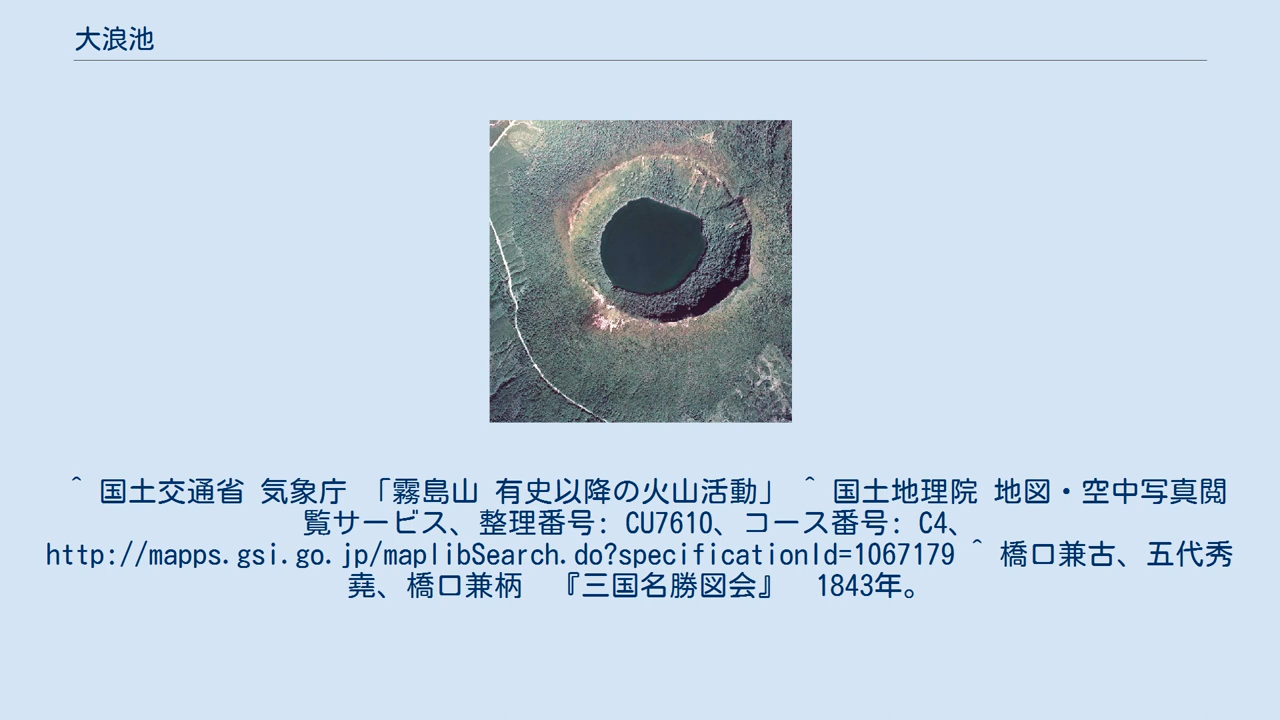 大浪池
^ 国土交通省 気象庁 「霧島山 有史以降の火山活動」 ^ 国土地理院 地図・空中写真閲
覧サービス、整理番号: CU7610、コース番号: C4、
http://mapps.gsi.go.jp/maplibSearch.do?specificationId=1067179 ^ 橋口兼古、五代秀
堯、橋口兼柄　『三国名勝図会』　1843年。